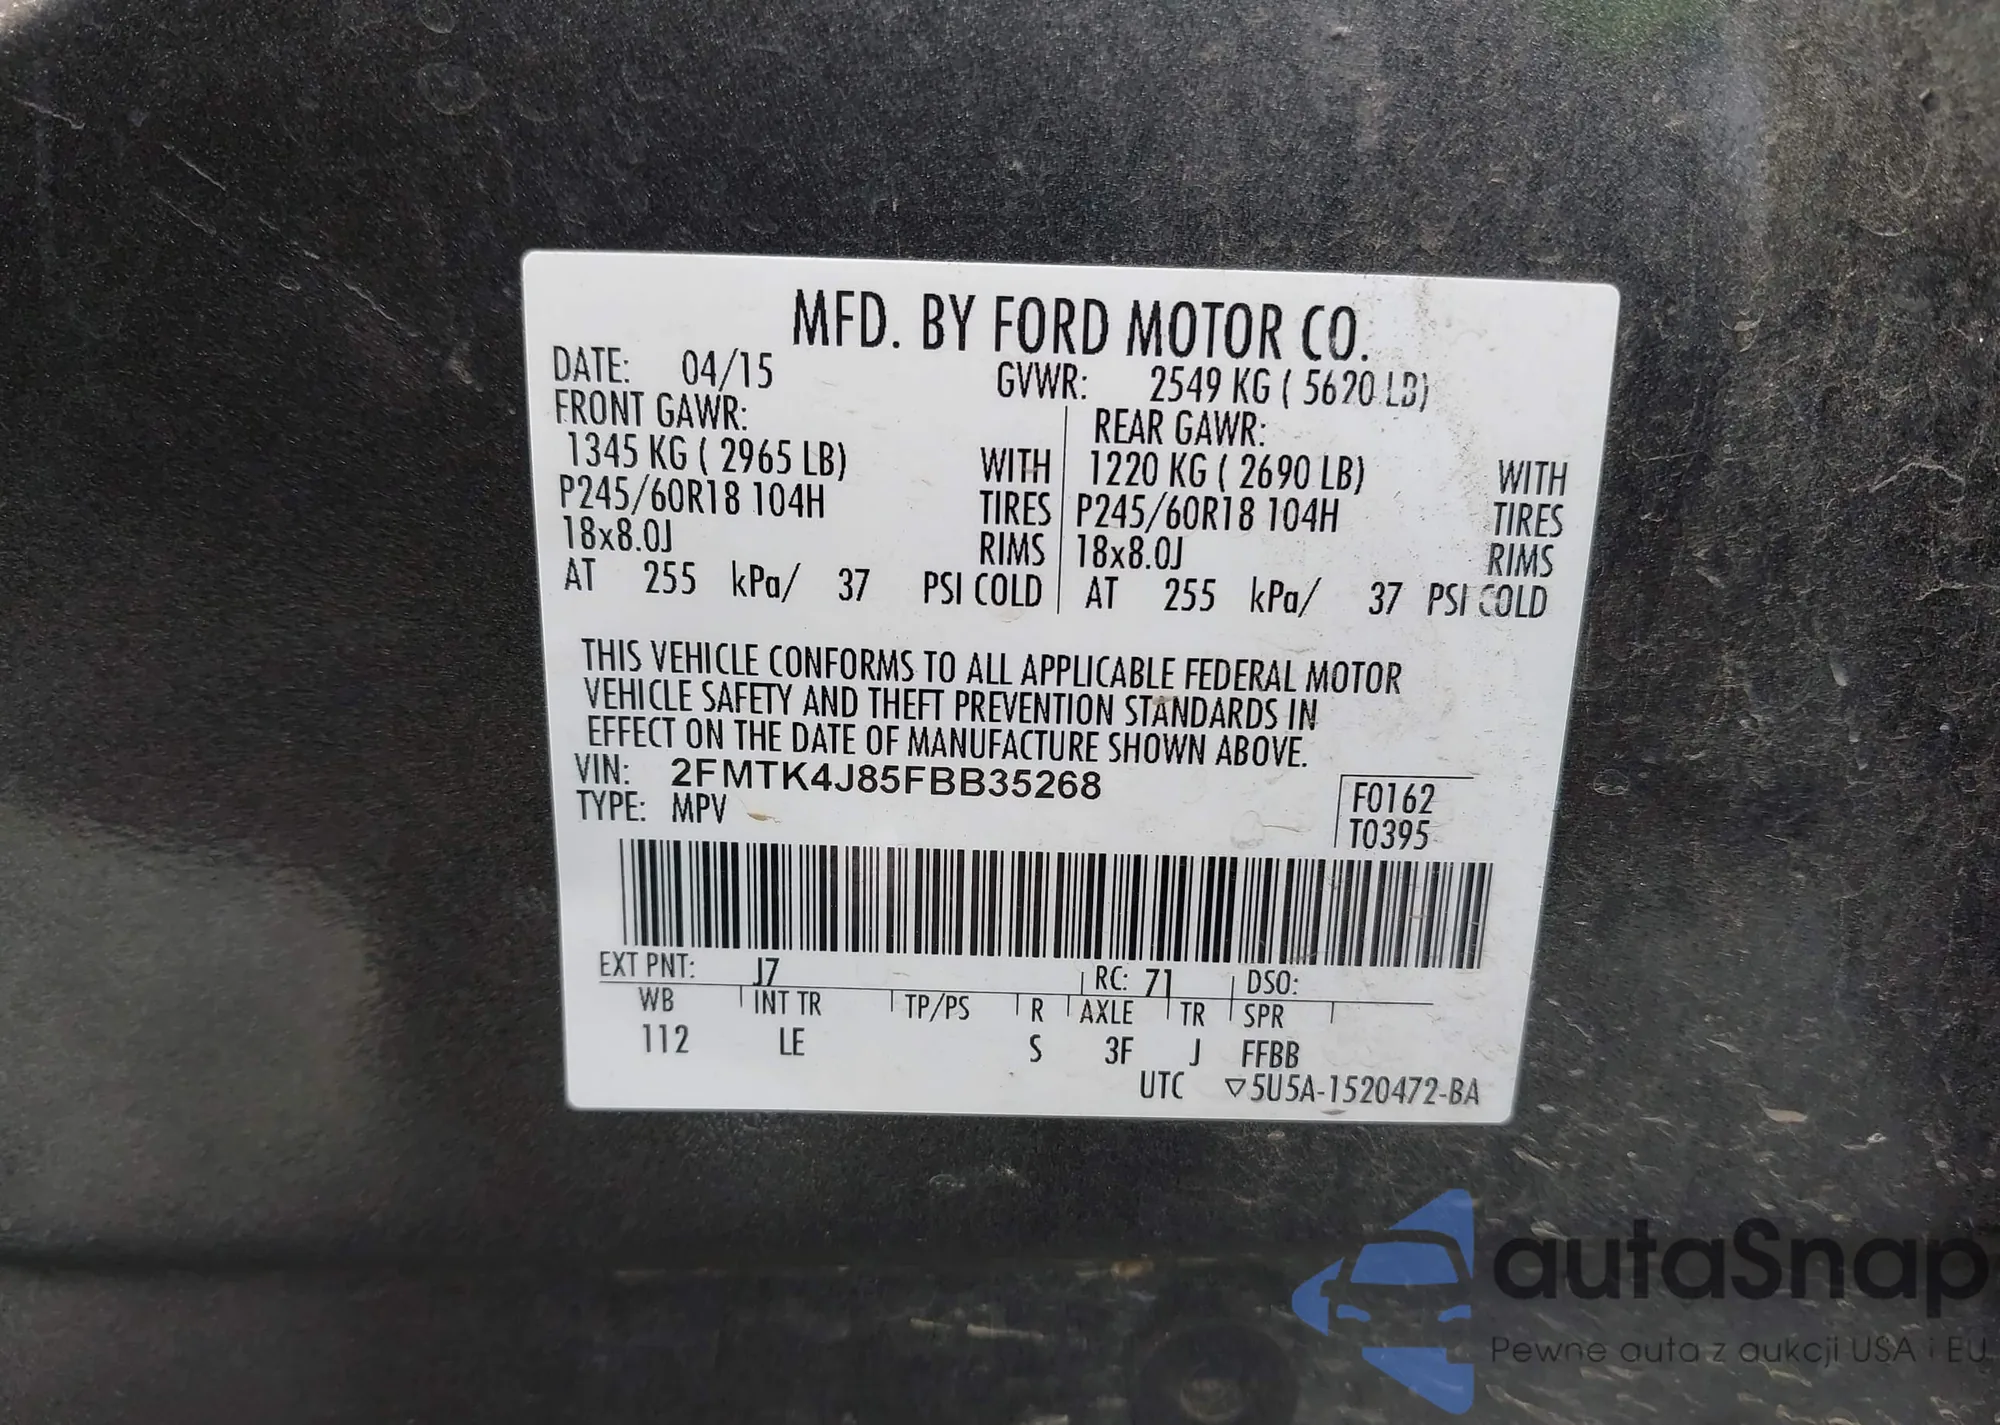 MFD. BY FORD MOTOR CO.
DATE: 04/15 GVWR: 2549 KG ( 5620 LB)
FRONT GAWR: REAR GAWR:
1345 KG ( 2965 LB) WITH 1220 KG ( 2690 LB) WITH
P245/60R18 104H TIRES P245/60R18 104H TIRES
18x8.0J RIMS 18x8.0J RIMS
AT 255 kPa/ 37 PSI COLD AT 255 kPa/ 37 PSI COLD
THIS VEHICLE CONFORMS TO ALL APPLICABLE FEDERAL MOTOR
VEHICLE SAFETY AND THEFT PREVENTION STANDARDS IN
EFFECT ON THE DATE OF MANUFACTURE SHOWN ABOVE.
VIN: 2FMTK4J85FBB35268
TYPE: MPV
F0162
T0395
EXT PNT: J7 RC: 71 DSO:
WB INT TR TP/PS R AXLE TR SPR
112 LE S 3F J FFBB
UTC ▽5U5A-1520472-BA
autaSnap
Pewne auta z aukcji USA i EU